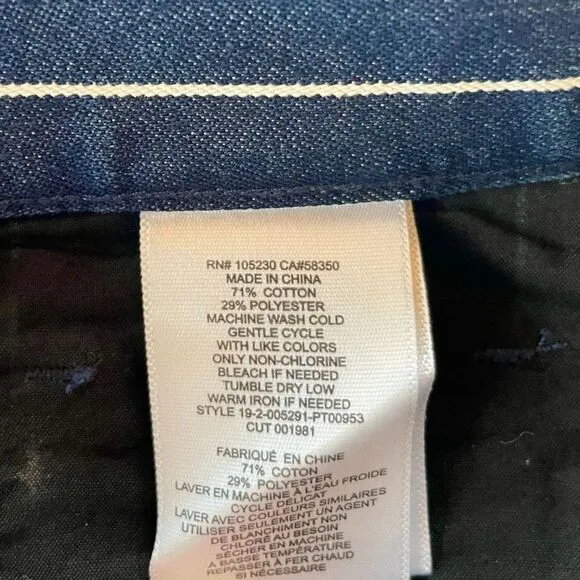 RN# 105230 CA#58350
MADE IN CHINA
71% COTTON
29% POLYESTER
MACHINE WASH COLD
GENTLE CYCLE
WITH LIKE COLORS
ONLY NON-CHLORINE
BLEACH IF NEEDED
TUMBLE DRY LOW
WARM IRON IF NEEDED
STYLE 19-2-005291-PT00953
CUT 001981
FABRIQUÉ EN CHINE
71% COTON
29% POLYESTER
LAVER EN MACHINE À L'EAU FROIDE
CYCLE DÉLICAT
LAVER AVEC COULEURS SIMILAIRES
UTILISER SEULEMENT UN AGENT
DE BLANCHIMENT NON
CHLORÉ AU BESOIN
SÉCHER EN MACHINE
A BASSE TEMPÉRATURE
REPASSER À FER CHAUD
SI NÉCESSAIRE